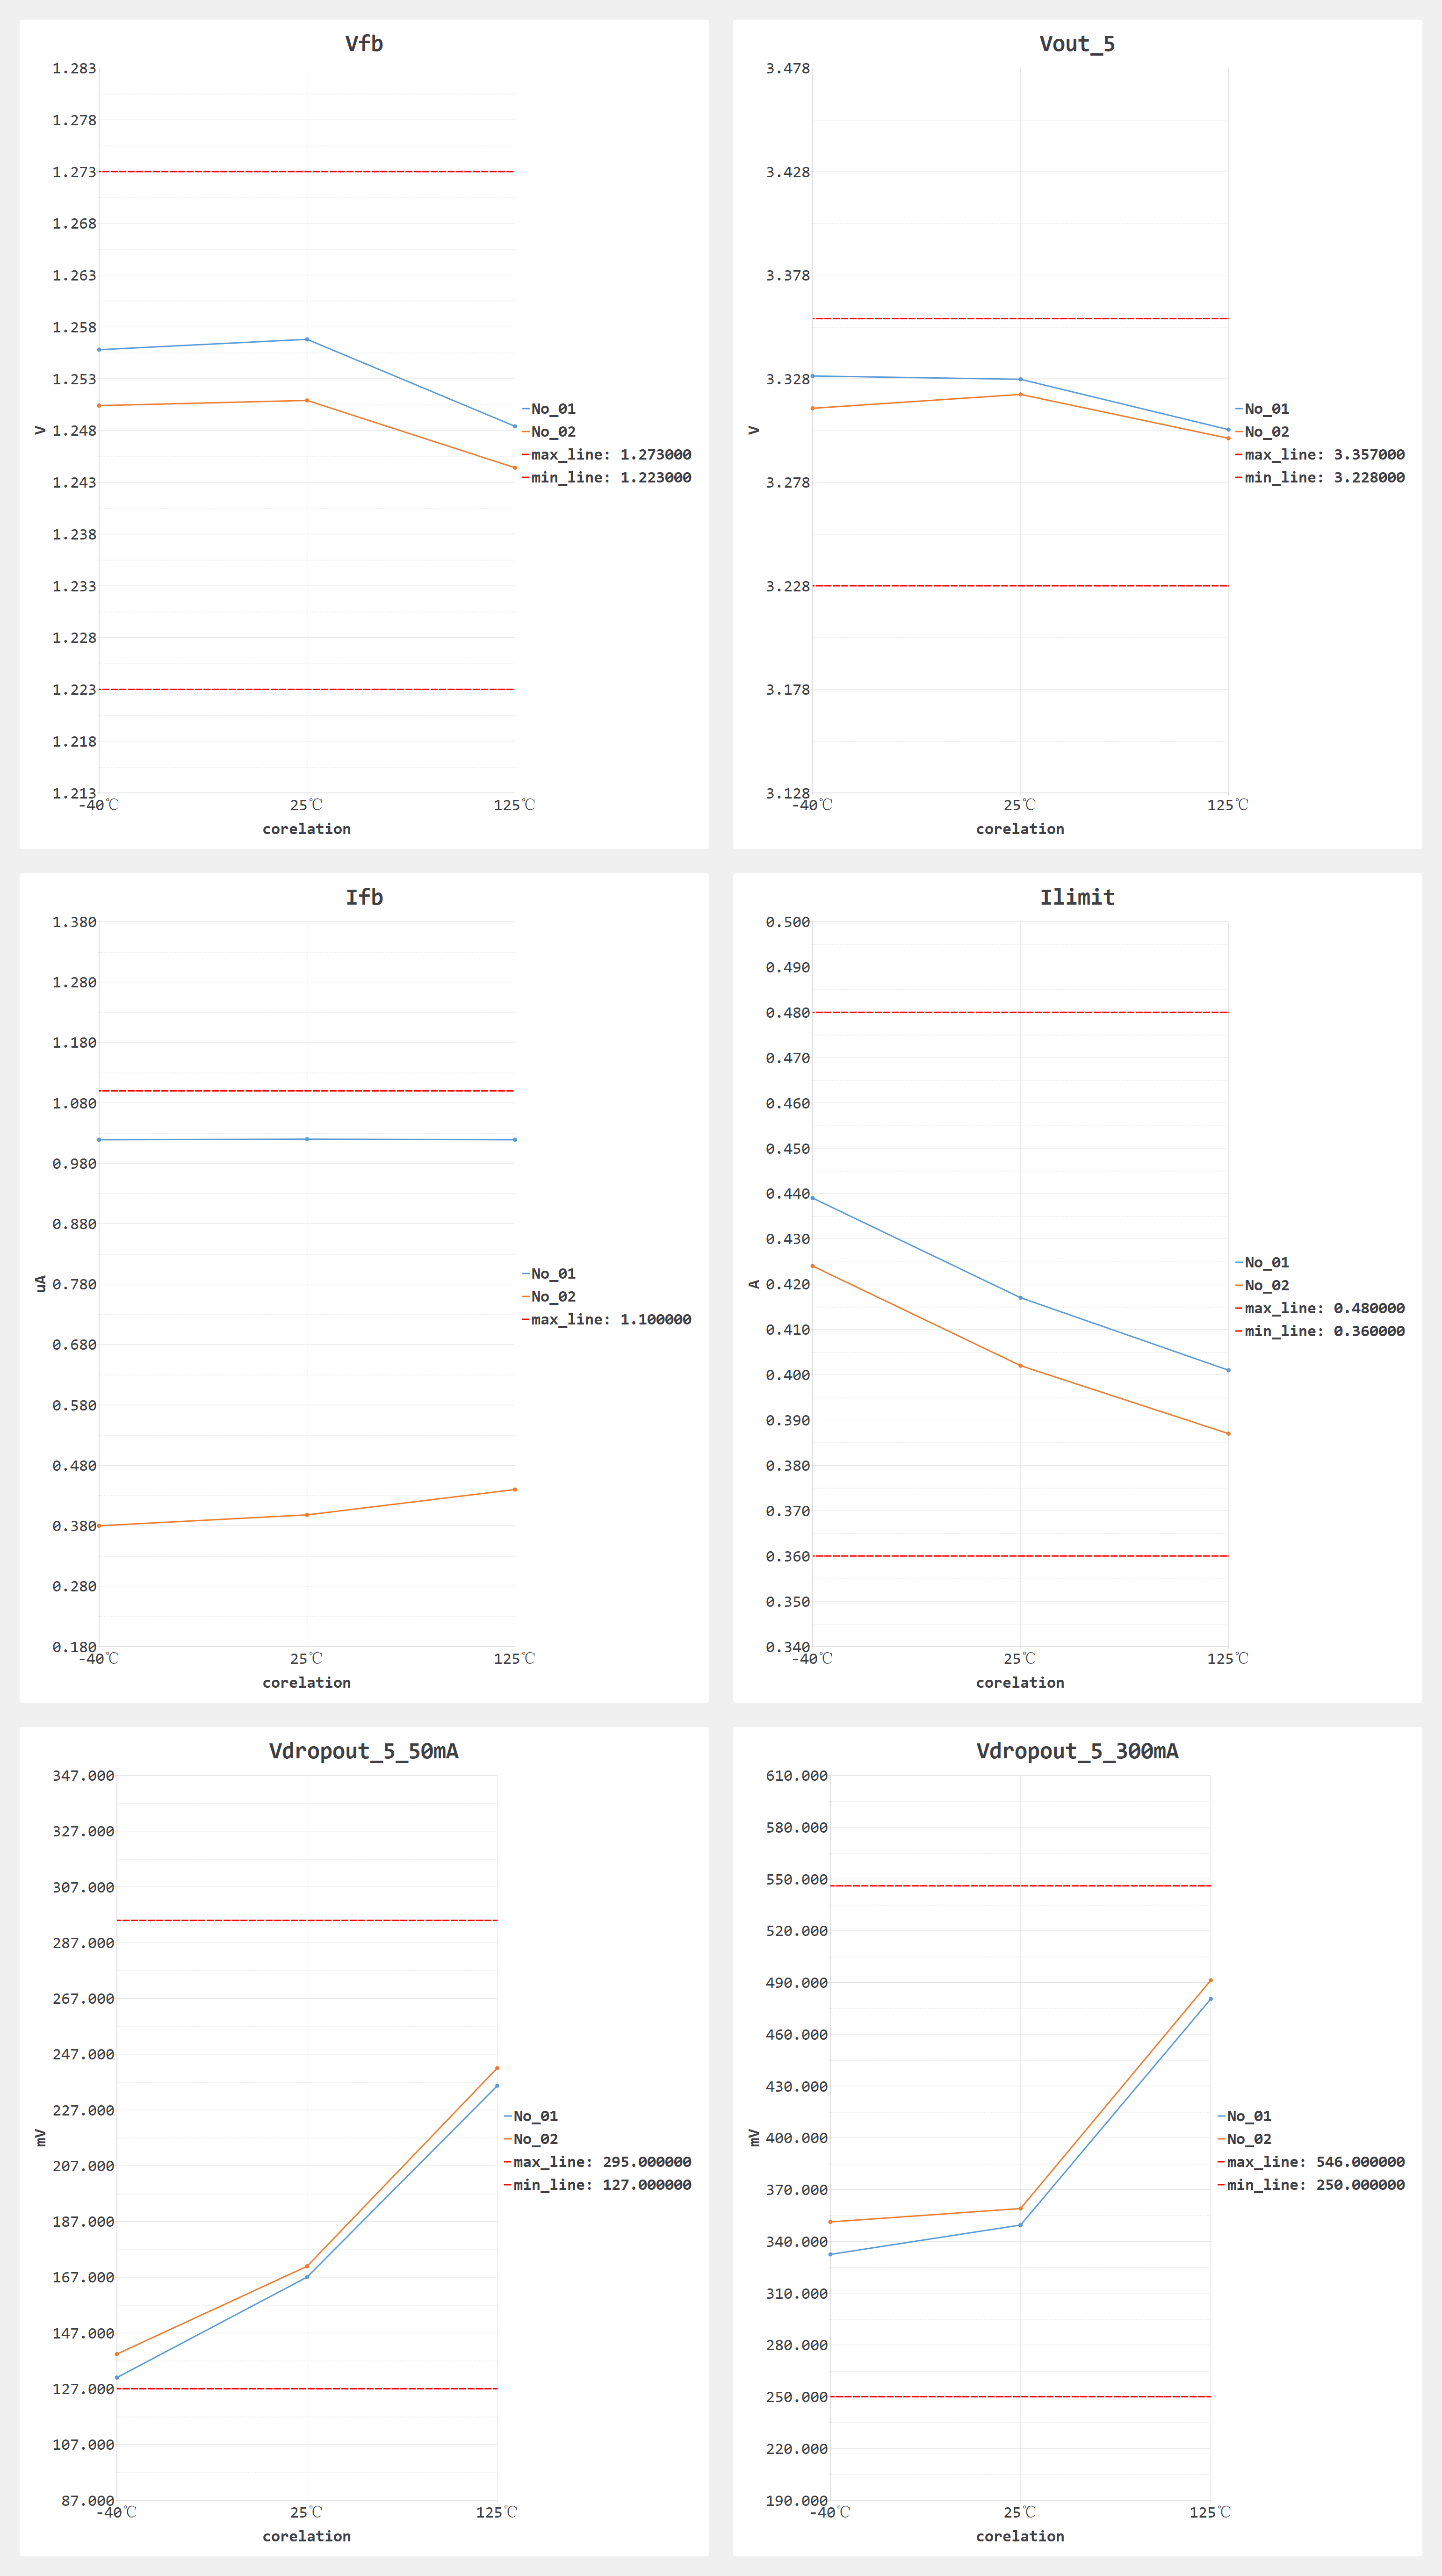 Vfb
1.283
1.278
1.273
1.268
1.263
1.258
1.253
1.248
1.243
1.238
1.233
1.228
1.223
1.218
1.213
V
-40℃ 25℃ 125℃
corelation
No_01
No_02
max_line: 1.273000
min_line: 1.223000
Vout_5
3.478
3.428
3.378
3.328
3.278
3.228
3.178
3.128
V
-40℃ 25℃ 125℃
corelation
No_01
No_02
max_line: 3.357000
min_line: 3.228000
Ifb
1.380
1.280
1.180
1.080
0.980
0.880
0.780
0.680
0.580
0.480
0.380
0.280
0.180
uA
-40℃ 25℃ 125℃
corelation
No_01
No_02
max_line: 1.100000
Ilimit
0.500
0.490
0.480
0.470
0.460
0.450
0.440
0.430
0.420
0.410
0.400
0.390
0.380
0.370
0.360
0.350
0.340
A
-40℃ 25℃ 125℃
corelation
No_01
No_02
max_line: 0.480000
min_line: 0.360000
Vdropout_5_50mA
347.000
327.000
307.000
287.000
267.000
247.000
227.000
207.000
187.000
167.000
147.000
127.000
107.000
87.000
mV
-40℃ 25℃ 125℃
corelation
No_01
No_02
max_line: 295.000000
min_line: 127.000000
Vdropout_5_300mA
610.000
580.000
550.000
520.000
490.000
460.000
430.000
400.000
370.000
340.000
310.000
280.000
250.000
220.000
190.000
mV
-40℃ 25℃ 125℃
corelation
No_01
No_02
max_line: 546.000000
min_line: 250.000000